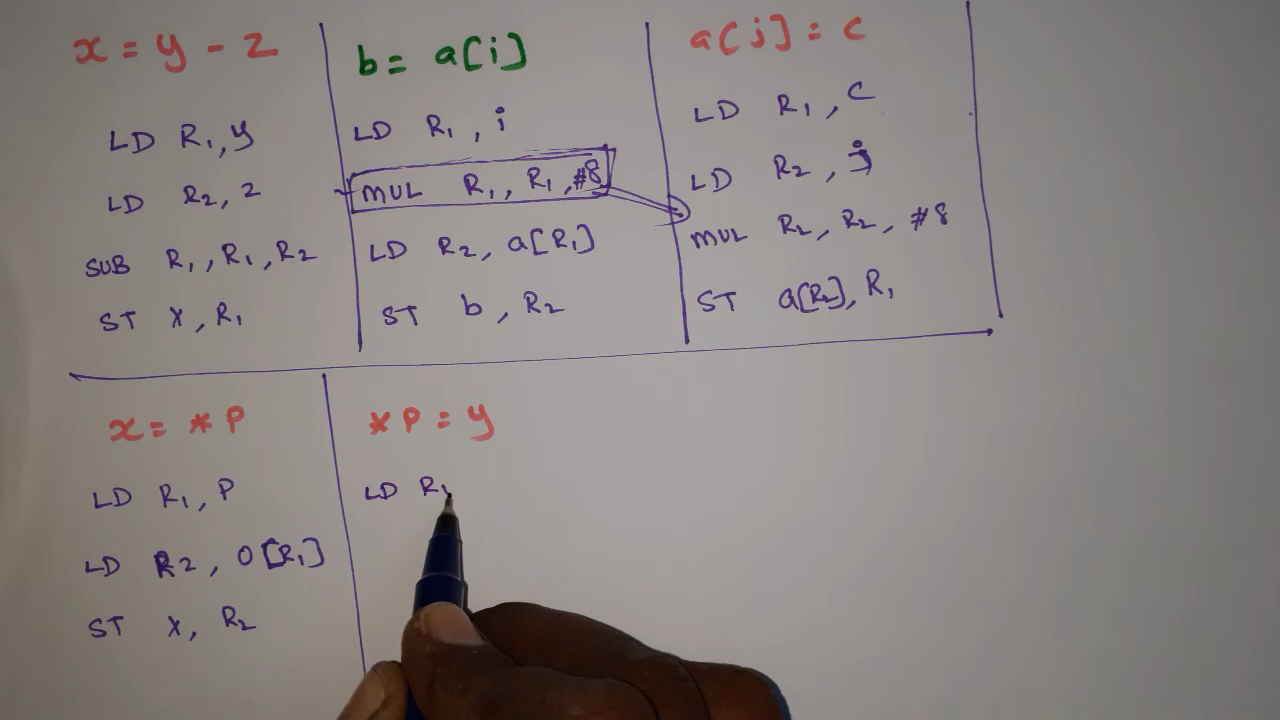 x = y - z
LD R1, y
LD R2, z
SUB R1, R1, R2
ST X, R1
b = a[i]
LD R1, i
MUL R1, R1, #8
LD R2, a[R1]
ST b, R2
a[j] = c
LD R1, C
LD R2, j
MUL R2, R2, #8
ST a[R2], R1
x = *P
LD R1, P
LD R2, O[R1]
ST X, R2
*P = y
LD R1